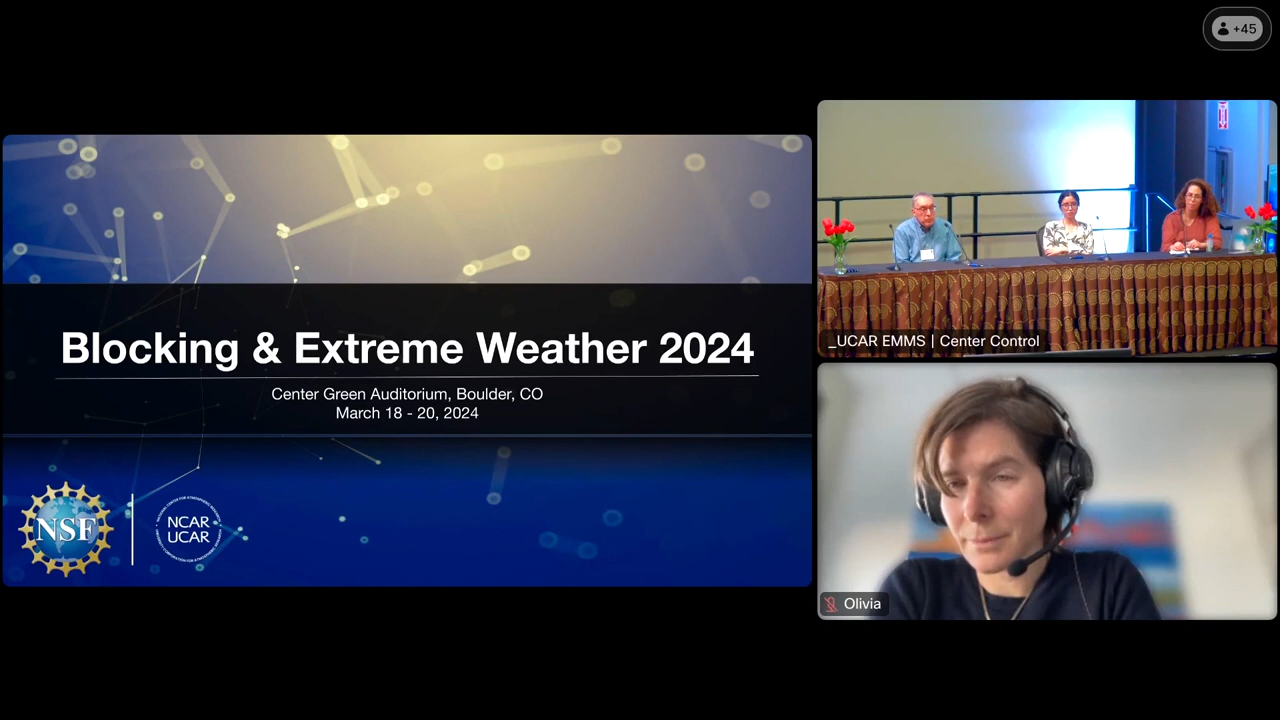 +45
Blocking & Extreme Weather 2024
Center Green Auditorium, Boulder, CO
March 18 - 20, 2024
NSF
NCAR
UCAR
_UCAR EMMS | Center Control
Olivia